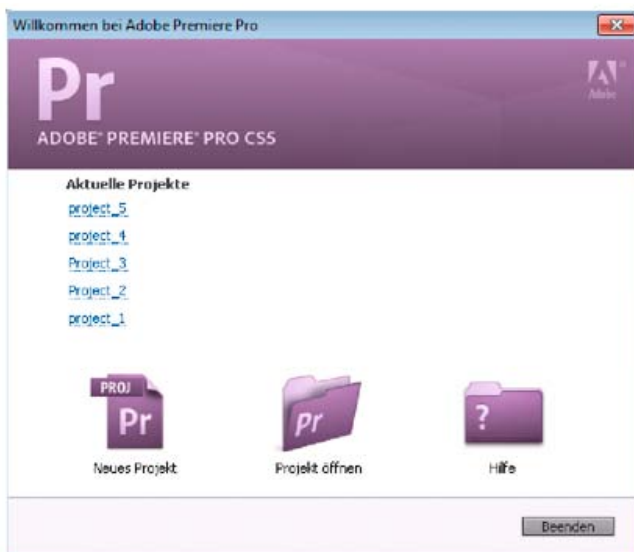 Willkommen bei Adobe Premiere Pro
Pr
Adobe
ADOBE® PREMIERE® PRO CS5
Aktuelle Projekte
project_5
project_4
Project_3
Project_2
project_1
PROJ
Pr
Pr
?
Neues Projekt
Projekt öffnen
Hilfe
Beenden